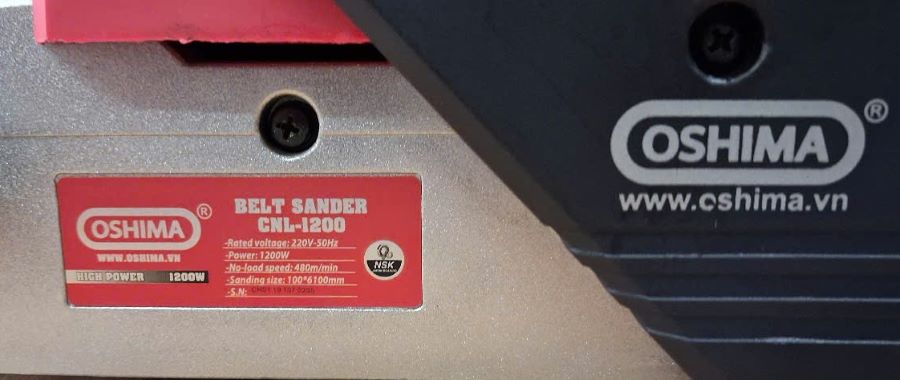 OSHIMA®
www.oshima.vn
OSHIMA®
WWW.OSHIMA.VN
HIGH POWER 1200W
BELT SANDER
CNL-1200
-Rated voltage: 220V-50Hz
-Power: 1200W
-No-load speed: 480m/min
-Sanding size: 100*6100mm
-S.N:
NSK